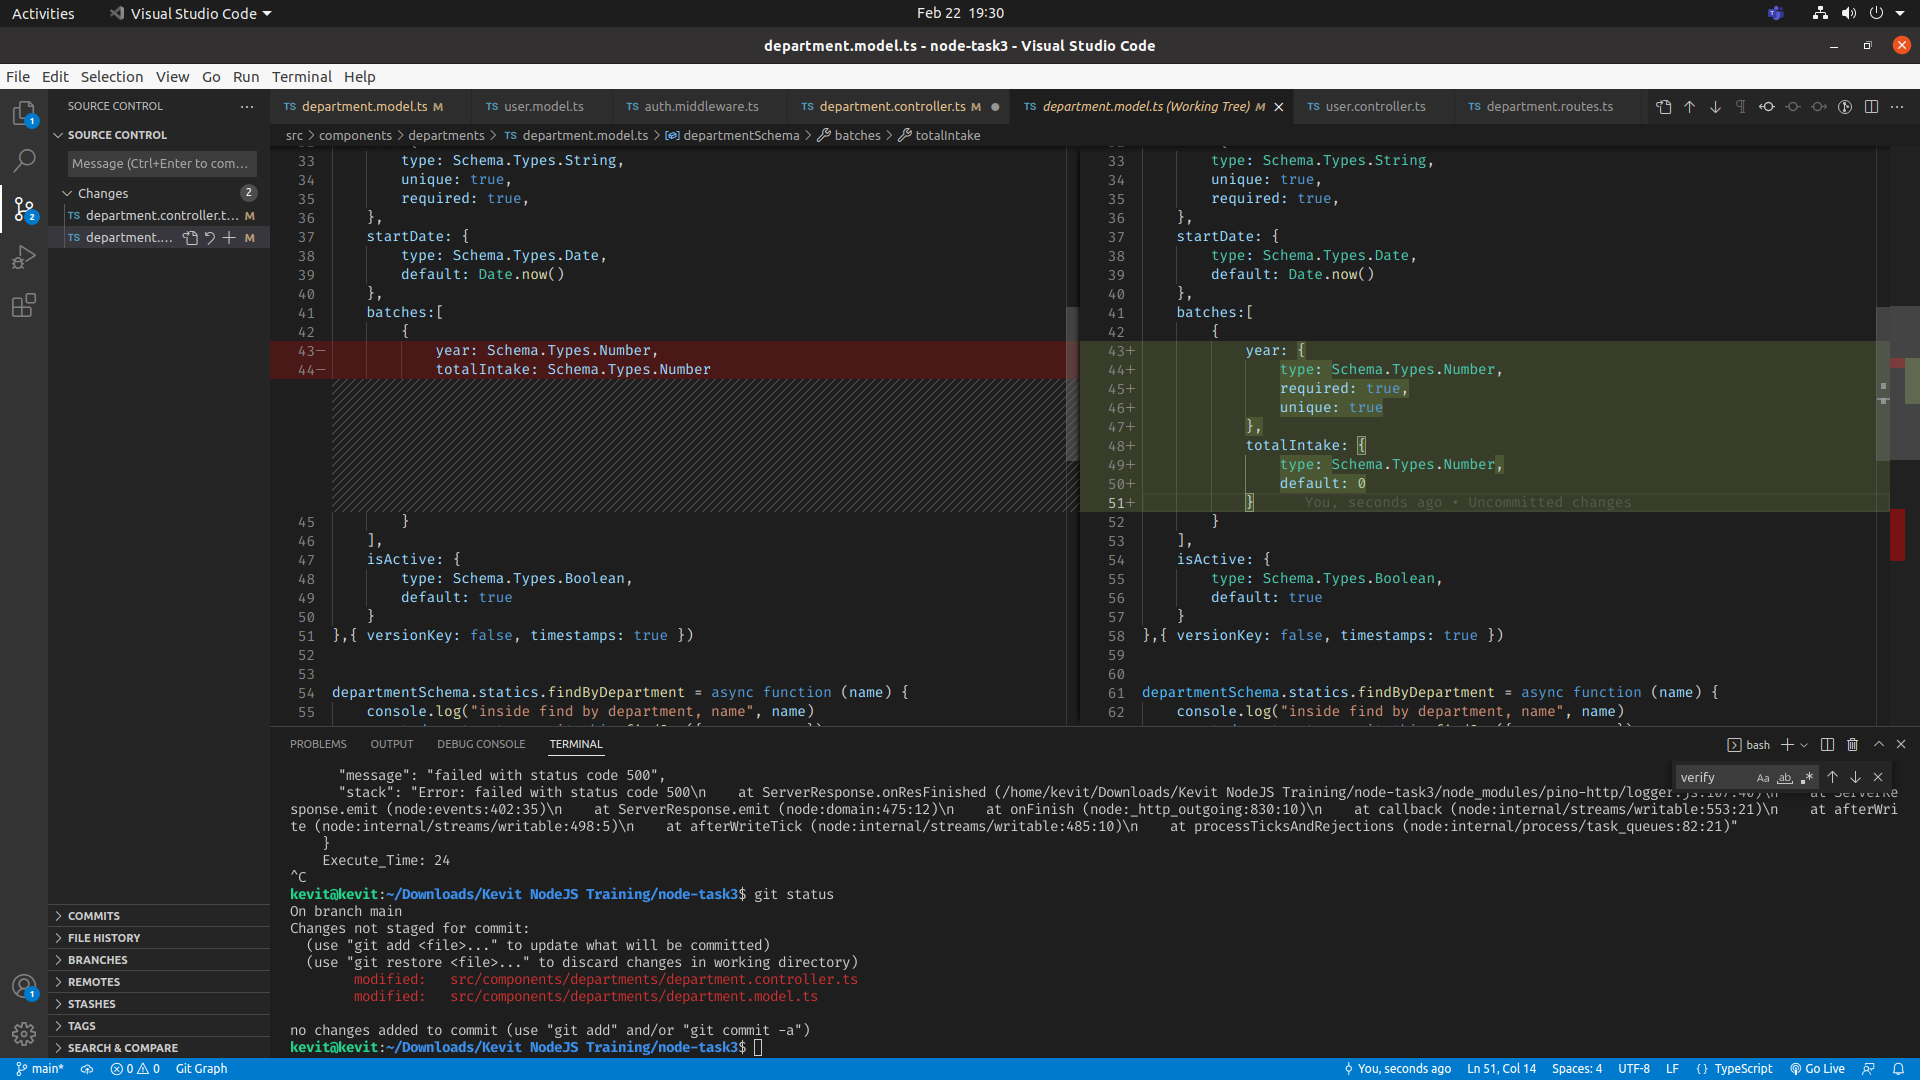 Activities
Visual Studio Code
Feb 22 19:30
department.model.ts - node-task3 - Visual Studio Code
File Edit Selection View Go Run Terminal Help
SOURCE CONTROL
SOURCE CONTROL
Message (Ctrl+Enter to com...
Changes 2
TS department.controller.t... M
TS department.... M
COMMITS
FILE HISTORY
BRANCHES
REMOTES
STASHES
TAGS
SEARCH & COMPARE
TS department.model.ts M TS user.model.ts TS auth.middleware.ts TS department.controller.ts M TS department.model.ts (Working Tree) M TS user.controller.ts TS department.routes.ts
src > components > departments > TS department.model.ts > departmentSchema > batches > totalIntake
33 type: Schema.Types.String,
34 unique: true,
35 required: true,
36 },
37 startDate: {
38 type: Schema.Types.Date,
39 default: Date.now()
40 },
41 batches:[
42 {
43— year: Schema.Types.Number,
44— totalIntake: Schema.Types.Number
45 }
46 ],
47 isActive: {
48 type: Schema.Types.Boolean,
49 default: true
50 }
51 },{ versionKey: false, timestamps: true })
52
53
54 departmentSchema.statics.findByDepartment = async function (name) {
55 console.log("inside find by department, name", name)
33 type: Schema.Types.String,
34 unique: true,
35 required: true,
36 },
37 startDate: {
38 type: Schema.Types.Date,
39 default: Date.now()
40 },
41 batches:[
42 {
43+ year: {
44+ type: Schema.Types.Number,
45+ required: true,
46+ unique: true
47+ },
48+ totalIntake: {
49+ type: Schema.Types.Number,
50+ default: 0
51+ } You, seconds ago • Uncommitted changes
52 }
53 ],
54 isActive: {
55 type: Schema.Types.Boolean,
56 default: true
57 }
58 },{ versionKey: false, timestamps: true })
59
60
61 departmentSchema.statics.findByDepartment = async function (name) {
62 console.log("inside find by department, name", name)
PROBLEMS OUTPUT DEBUG CONSOLE TERMINAL
bash
verify Aa ab .*
"message": "failed with status code 500",
"stack": "Error: failed with status code 500\n at ServerResponse.onResFinished (/home/kevit/Downloads/Kevit NodeJS Training/node-task3/node_modules/pino-http/logger.js:107:40)\n at ServerRe
sponse.emit (node:events:402:35)\n at ServerResponse.emit (node:domain:475:12)\n at onFinish (node:_http_outgoing:830:10)\n at callback (node:internal/streams/writable:553:21)\n at afterWri
te (node:internal/streams/writable:498:5)\n at afterWriteTick (node:internal/streams/writable:485:10)\n at processTicksAndRejections (node:internal/process/task_queues:82:21)"
}
Execute_Time: 24
^C
kevit@kevit:~/Downloads/Kevit NodeJS Training/node-task3$ git status
On branch main
Changes not staged for commit:
(use "git add <file>..." to update what will be committed)
(use "git restore <file>..." to discard changes in working directory)
modified: src/components/departments/department.controller.ts
modified: src/components/departments/department.model.ts
no changes added to commit (use "git add" and/or "git commit -a")
kevit@kevit:~/Downloads/Kevit NodeJS Training/node-task3$
main* 0 0 Git Graph
You, seconds ago Ln 51, Col 14 Spaces: 4 UTF-8 LF { } TypeScript Go Live